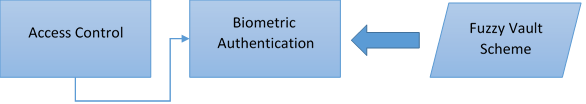 Access Control
Biometric
Authentication
Fuzzy Vault
Scheme